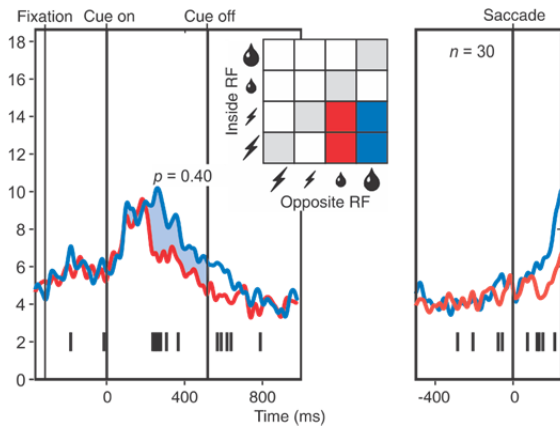 Fixation Cue on Cue off Saccade
18
16
14
12
10
8
6
4
2
0
Inside RF
Opposite RF
n = 30
p = 0.40
0 400 800
-400 0
Time (ms)